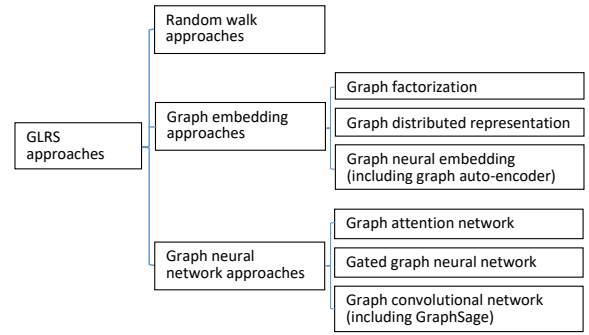 Random walk
approaches
Graph embedding
approaches
Graph factorization
Graph distributed representation
Graph neural embedding
(including graph auto-encoder)
GLRS
approaches
Graph neural
network approaches
Graph attention network
Gated graph neural network
Graph convolutional network
(including GraphSage)